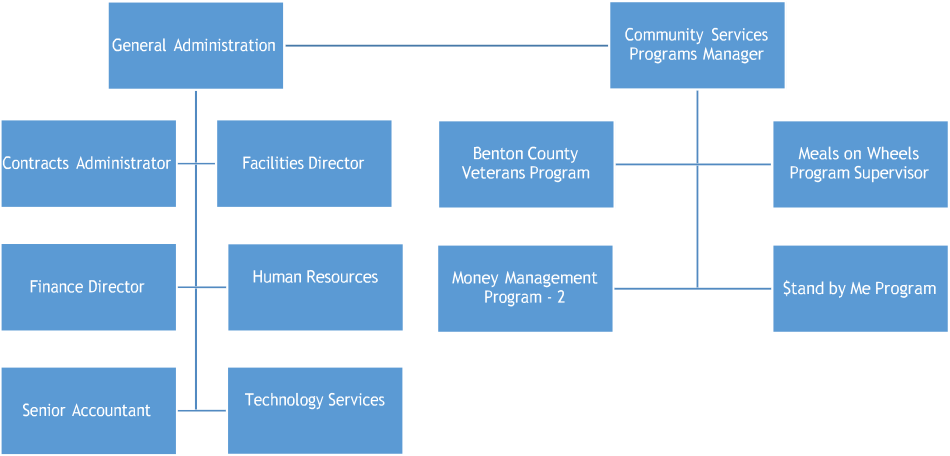 General Administration
Community Services
Programs Manager
Contracts Administrator
Facilities Director
Benton County
Veterans Program
Meals on Wheels
Program Supervisor
Finance Director
Human Resources
Money Management
Program - 2
$tand by Me Program
Senior Accountant
Technology Services